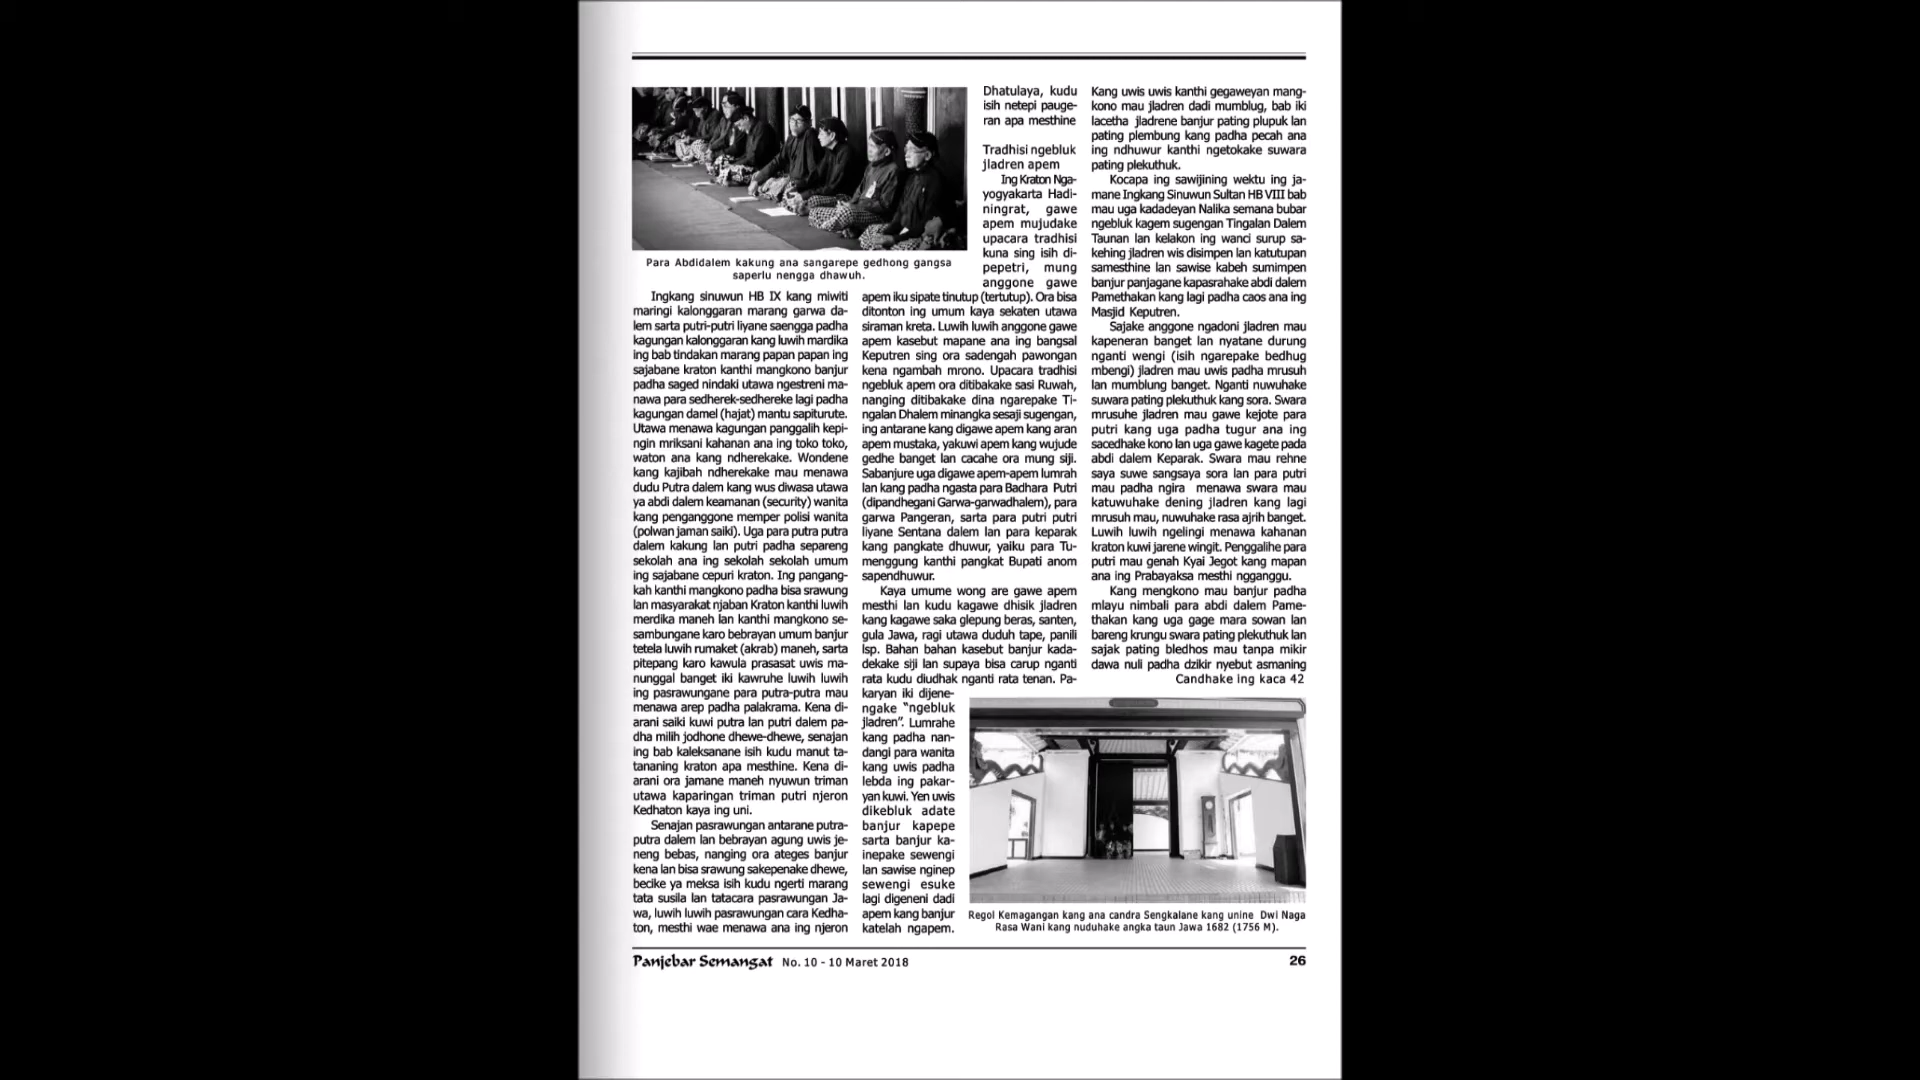 Para Abdidalem kakung ana sangarepe gedhong gangsa
saperlu nengga dhawuh.
Ingkang sinuwun HB IX kang miwiti
maringi kalonggaran marang garwa da-
lem sarta putri-putri liyane saengga padha
kagungan kalonggaran kang luwih mardika
ing bab tindakan marang papan papan ing
sajabane kraton kanthi mangkono banjur
padha saged nindaki utawa ngestreni ma-
nawa para sedherek-sedhereke lagi padha
kagungan damel (hajat) mantu sapiturute.
Utawa menawa kagungan panggalih kepi-
ngin mriksani kahanan ana ing toko toko,
waton ana kang ndherekake. Wondene
kang kajibah ndherekake mau menawa
dudu Putra dalem kang wus diwasa utawa
ya abdi dalem keamanan (security) wanita
kang penganggone memper polisi wanita
(polwan jaman saiki). Uga para putra putra
dalem kakung lan putri padha separeng
sekolah ana ing sekolah sekolah umum
ing sajabane cepuri kraton. Ing pangang-
kah kanthi mangkono padha bisa srawung
lan masyarakat njaban Kraton kanthi luwih
merdika maneh lan kanthi mangkono se-
sambungane karo bebrayan umum banjur
tetela luwih rumaket (akrab) maneh, sarta
pitepang karo kawula prasasat uwis ma-
nunggal banget iki kawruhe luwih luwih
ing pasrawungane para putra-putra mau
menawa arep padha palakrama. Kena di-
arani saiki kuwi putra lan putri dalem pa-
dha milih jodhone dhewe-dhewe, senajan
ing bab kaleksanane isih kudu manut ta-
tananing kraton apa mesthine. Kena di-
arani ora jamane maneh nyuwun triman
utawa kaparingan triman putri njeron
Kedhaton kaya ing uni.
Senajan pasrawungan antarane putra-
putra dalem lan bebrayan agung uwis je-
neng bebas, nanging ora ateges banjur
kena lan bisa srawung sakepenake dhewe,
becike ya meksa isih kudu ngerti marang
tata susila lan tatacara pasrawungan Ja-
wa, luwih luwih pasrawungan cara Kedha-
ton, mesthi wae menawa ana ing njeron
Dhatulaya, kudu
isih netepi pauge-
ran apa mesthine
Tradhisi ngebluk
jladren apem
Ing Kraton Nga-
yogyakarta Hadi-
ningrat, gawe
apem mujudake
upacara tradhisi
kuna sing isih di-
pepetri, mung
anggone gawe
apem iku sipate tinutup (tertutup). Ora bisa
ditonton ing umum kaya sekaten utawa
siraman kreta. Luwih luwih anggone gawe
apem kasebut mapane ana ing bangsal
Keputren sing ora sadengah pawongan
kena ngambah mrono. Upacara tradhisi
ngebluk apem ora ditibakake sasi Ruwah,
nanging ditibakake dina ngarepake Ti-
ngalan Dhalem minangka sesaji sugengan,
ing antarane kang digawe apem kang aran
apem mustaka, yakuwi apem kang wujude
gedhe banget lan cacahe ora mung siji.
Sabanjure uga digawe apem-apem lumrah
lan kang padha ngasta para Badhara Putri
(dipandhegani Garwa-garwadhalem), para
garwa Pangeran, sarta para putri putri
liyane Sentana dalem lan para keparak
kang pangkate dhuwur, yaiku para Tu-
menggung kanthi pangkat Bupati anom
sapendhuwur.
Kaya umume wong are gawe apem
mesthi lan kudu kagawe dhisik jladren
kang kagawe saka glepung beras, santen,
gula Jawa, ragi utawa duduh tape, panili
lsp. Bahan bahan kasebut banjur kada-
dekake siji lan supaya bisa carup nganti
rata kudu diudhak nganti rata tenan. Pa-
karyan iki dijene-
ngake “ngebluk
jladren”. Lumrahe
kang padha nan-
dangi para wanita
kang uwis padha
lebda ing pakar-
yan kuwi. Yen uwis
dikebluk adate
banjur kapepe
sarta banjur ka-
inepake sewengi
lan sawise nginep
sewengi esuke
lagi digeneni dadi
apem kang banjur
katelah ngapem.
Kang uwis uwis kanthi gegaweyan mang-
kono mau jladren dadi mumblug, bab iki
lacetha jladrene banjur pating plupuk lan
pating plembung kang padha pecah ana
ing ndhuwur kanthi ngetokake suwara
pating plekuthuk.
Kocapa ing sawijining wektu ing ja-
mane Ingkang Sinuwun Sultan HB VIII bab
mau uga kadadeyan Nalika semana bubar
ngebluk kagem sugengan Tingalan Dalem
Taunan lan kelakon ing wanci surup sa-
kehing jladren wis disimpen lan katutupan
samesthine lan sawise kabeh sumimpen
banjur panjagane kapasrahake abdi dalem
Pamethakan kang lagi padha caos ana ing
Masjid Keputren.
Sajake anggone ngadoni jladren mau
kapeneran banget lan nyatane durung
nganti wengi (isih ngarepake bedhug
mbengi) jladren mau uwis padha mrusuh
lan mumblung banget. Nganti nuwuhake
suwara pating plekuthuk kang sora. Swara
mrusuhe jladren mau gawe kejote para
putri kang uga padha tugur ana ing
sacedhake kono lan uga gawe kagete pada
abdi dalem Keparak. Swara mau rehne
saya suwe sangsaya sora lan para putri
mau padha ngira menawa swara mau
katuwuhake dening jladren kang lagi
mrusuh mau, nuwuhake rasa ajrih banget.
Luwih luwih ngelingi menawa kahanan
kraton kuwi jarene wingit. Penggalihe para
putri mau genah Kyai Jegot kang mapan
ana ing Prabayaksa mesthi ngganggu.
Kang mengkono mau banjur padha
mlayu nimbali para abdi dalem Pame-
thakan kang uga gage mara sowan lan
bareng krungu swara pating plekuthuk lan
sajak pating bledhos mau tanpa mikir
dawa nuli padha dzikir nyebut asmaning
Candhake ing kaca 42
Regol Kemagangan kang ana candra Sengkalane kang unine Dwi Naga
Rasa Wani kang nuduhake angka taun Jawa 1682 (1756 M).
Panjebar Semangat No. 10 - 10 Maret 2018
26